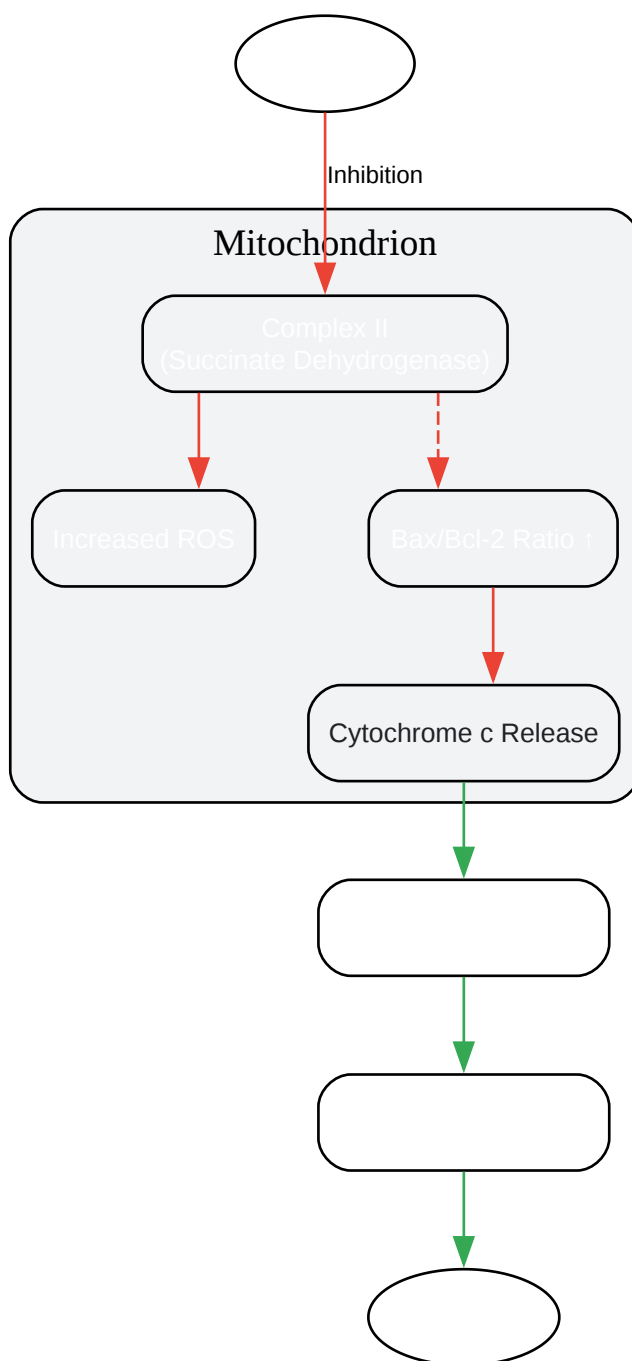 Inhibition
Mitochondrion
Complex II
(Succinate Dehydrogenase)
Increased ROS
Bax/Bcl-2 Ratio ↑
Cytochrome c Release